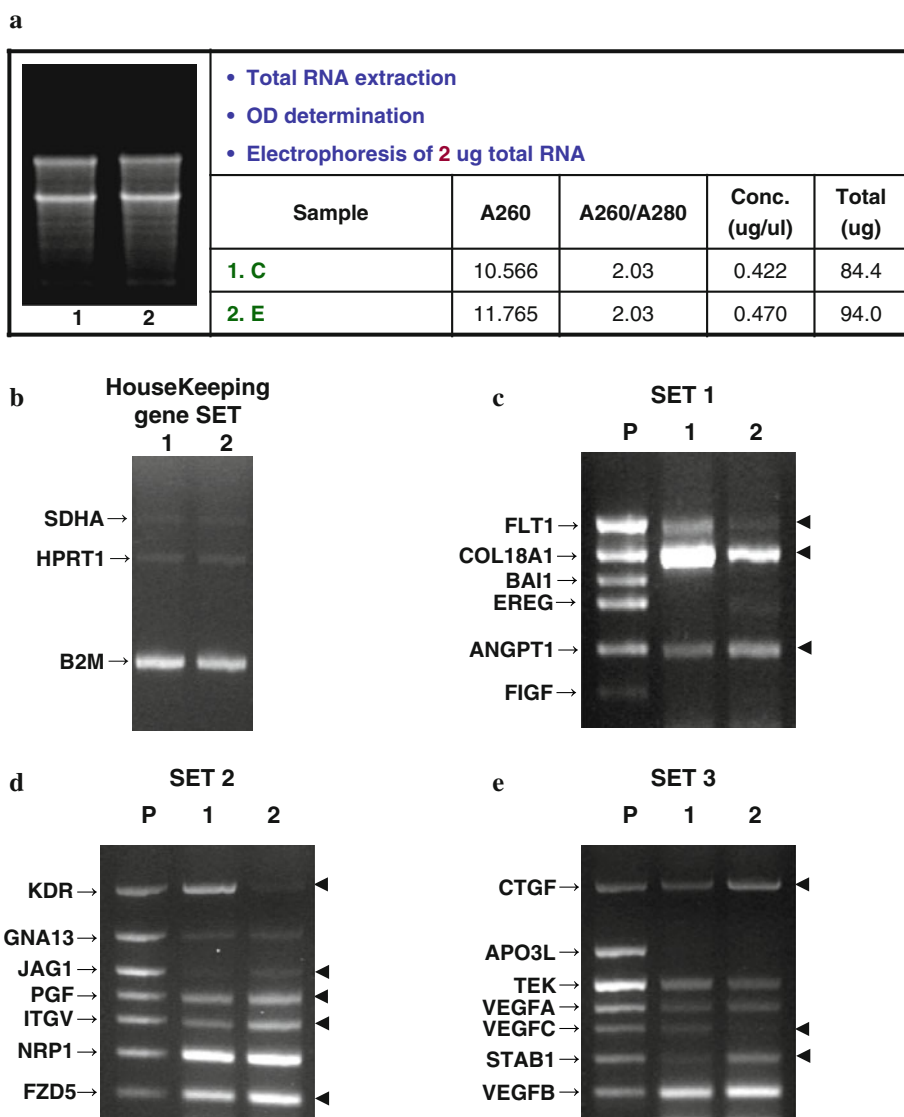 a
• Total RNA extraction
• OD determination
• Electrophoresis of 2 ug total RNA
Sample A260 A260/A280 Conc. (ug/ul) Total (ug)
1. C 10.566 2.03 0.422 84.4
2. E 11.765 2.03 0.470 94.0
1 2
b
HouseKeeping
gene SET
1 2
SDHA→
HPRT1→
B2M→
c
SET 1
P 1 2
FLT1→
COL18A1→
BAI1→
EREG→
ANGPT1→
FIGF→
d
SET 2
P 1 2
KDR→
GNA13→
JAG1→
PGF→
ITGV→
NRP1→
FZD5→
e
SET 3
P 1 2
CTGF→
APO3L→
TEK→
VEGFA→
VEGFC→
STAB1→
VEGFB→